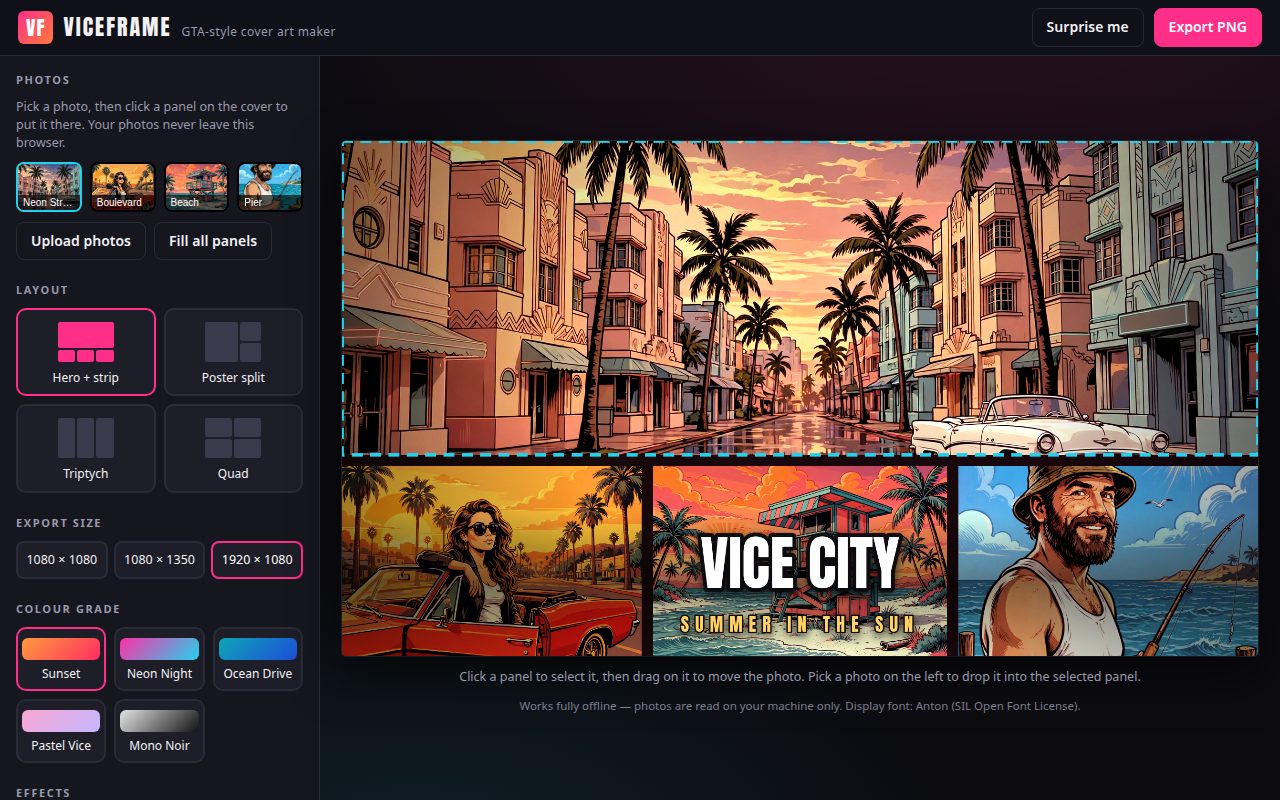 VF VICEFRAME GTA-style cover art maker
Surprise me
Export PNG
PHOTOS
Pick a photo, then click a panel on the cover to
put it there. Your photos never leave this
browser.
Neon Str...
Boulevard
Beach
Pier
Upload photos
Fill all panels
LAYOUT
Hero + strip
Poster split
Triptych
Quad
EXPORT SIZE
1080 × 1080
1080 × 1350
1920 × 1080
COLOUR GRADE
Sunset
Neon Night
Ocean Drive
Pastel Vice
Mono Noir
EFFECTS
VICE CITY
SUMMER IN THE SUN
Click a panel to select it, then drag on it to move the photo. Pick a photo on the left to drop it into the selected panel.
Works fully offline — photos are read on your machine only. Display font: Anton (SIL Open Font License).